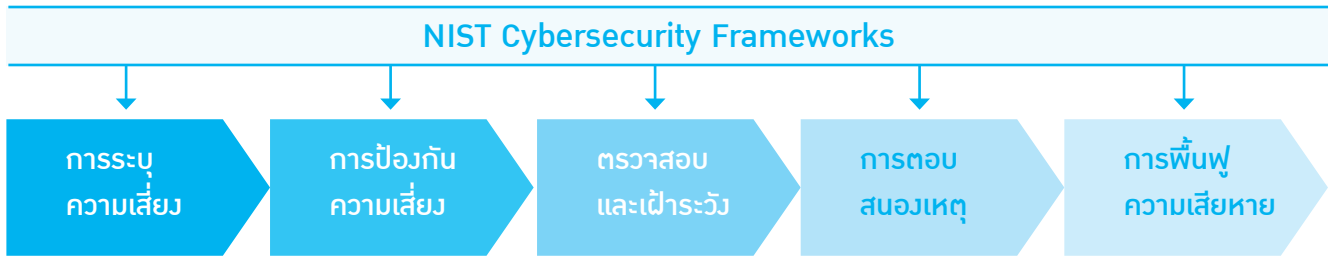 NIST Cybersecurity Frameworks
การระบุ
ความเสี่ยง
การป้องกัน
ความเสี่ยง
ตรวจสอบ
และเฝ้าระวัง
การตอบ
สนองเหตุ
การฟื้นฟู
ความเสียหาย